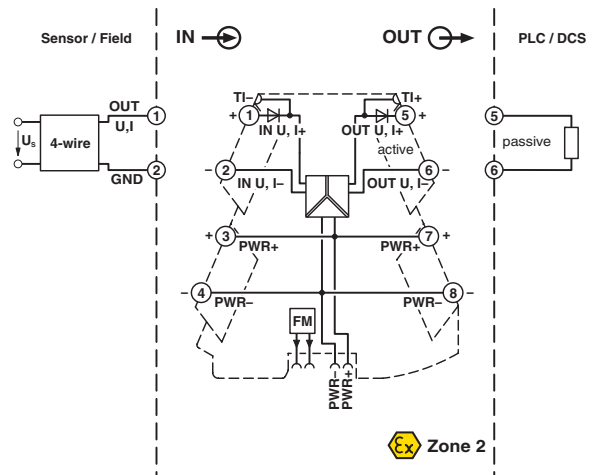 Sensor / Field
IN
OUT
PLC / DCS
OUT
U,I
1
Us
4-wire
2
GND
TI–
TI+
+
1
5
+
IN U, I+
OUT U, I+
active
–
2
6
–
IN U, I–
OUT U, I–
+
3
7
+
PWR+
PWR+
–
4
8
–
PWR–
PWR–
FM
PWR–
PWR+
5
passive
6
Ex
Zone 2